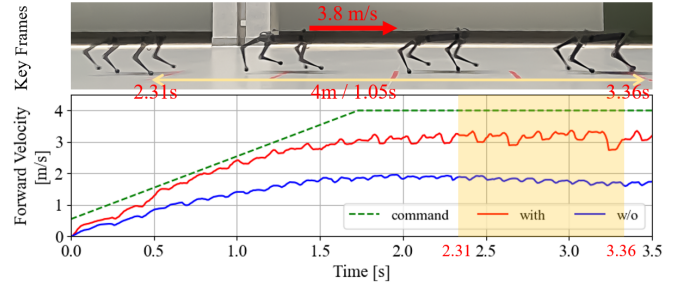 Key Frames
3.8 m/s
2.31s
4m / 1.05s
3.36s
Forward Velocity
[m/s]
4
3
2
1
0
command
with
w/o
0.0
0.5
1.0
1.5
2.0
2.31
2.5
3.0
3.36
3.5
Time [s]